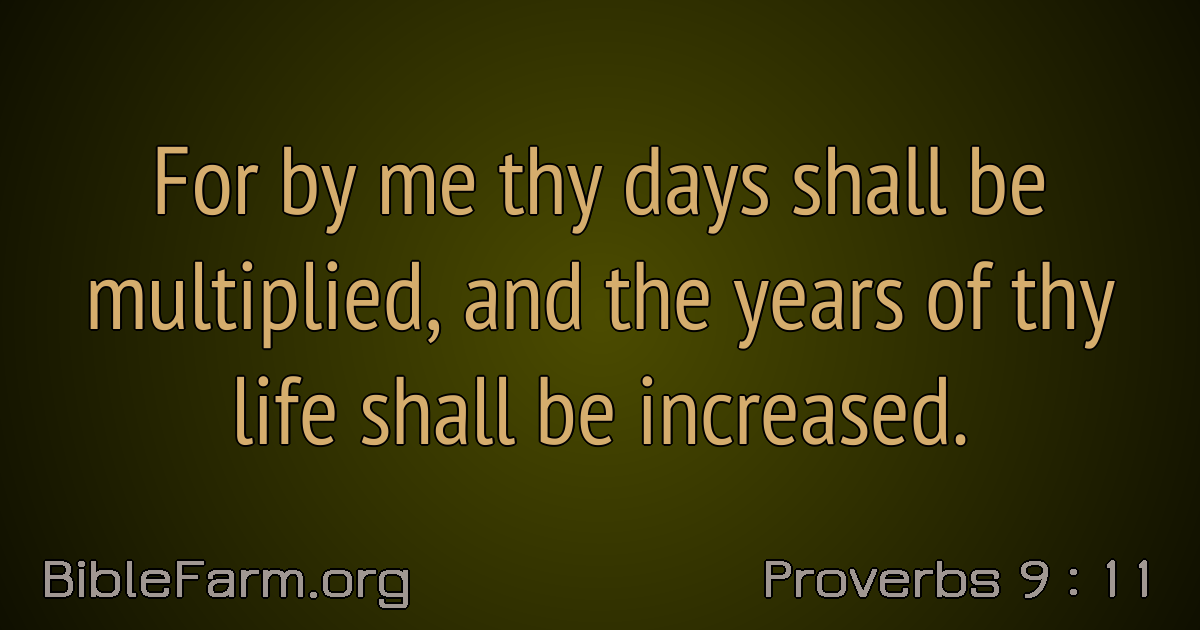 For by me thy days shall be
multiplied, and the years of thy
life shall be increased.
BibleFarm.org
Proverbs 9 : 11